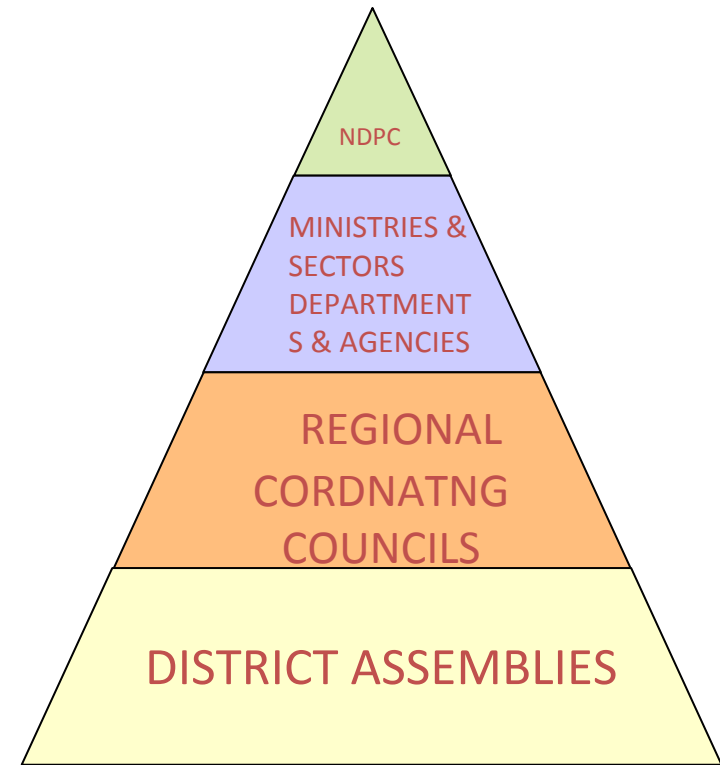 NDPC
MINISTRIES &
SECTORS
DEPARTMENT
S & AGENCIES
REGIONAL
CORDNATNG
COUNCILS
DISTRICT ASSEMBLIES